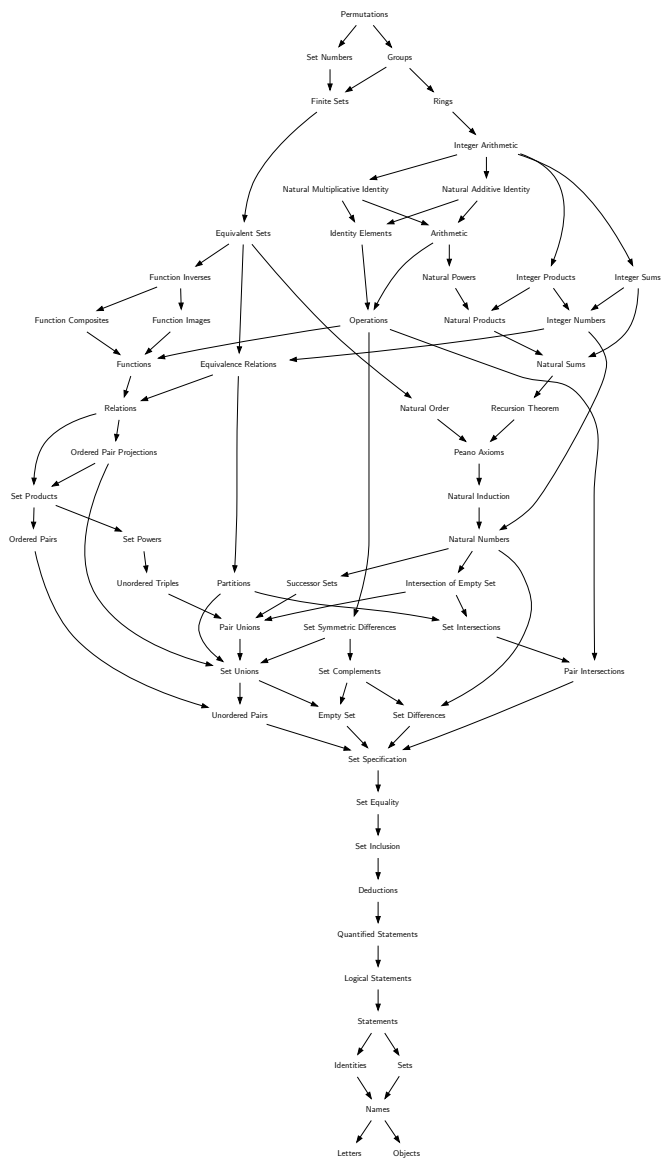 Permutations
Set Numbers
Groups
Finite Sets
Rings
Integer Arithmetic
Natural Multiplicative Identity
Natural Additive Identity
Equivalent Sets
Identity Elements
Arithmetic
Function Inverses
Natural Powers
Integer Products
Integer Sums
Function Composites
Function Images
Operations
Natural Products
Integer Numbers
Functions
Equivalence Relations
Natural Sums
Relations
Natural Order
Recursion Theorem
Ordered Pair Projections
Peano Axioms
Set Products
Natural Induction
Ordered Pairs
Set Powers
Natural Numbers
Unordered Triples
Partitions
Successor Sets
Intersection of Empty Set
Pair Unions
Set Symmetric Differences
Set Intersections
Set Unions
Set Complements
Pair Intersections
Unordered Pairs
Empty Set
Set Differences
Set Specification
Set Equality
Set Inclusion
Deductions
Quantified Statements
Logical Statements
Statements
Identities
Sets
Names
Letters
Objects